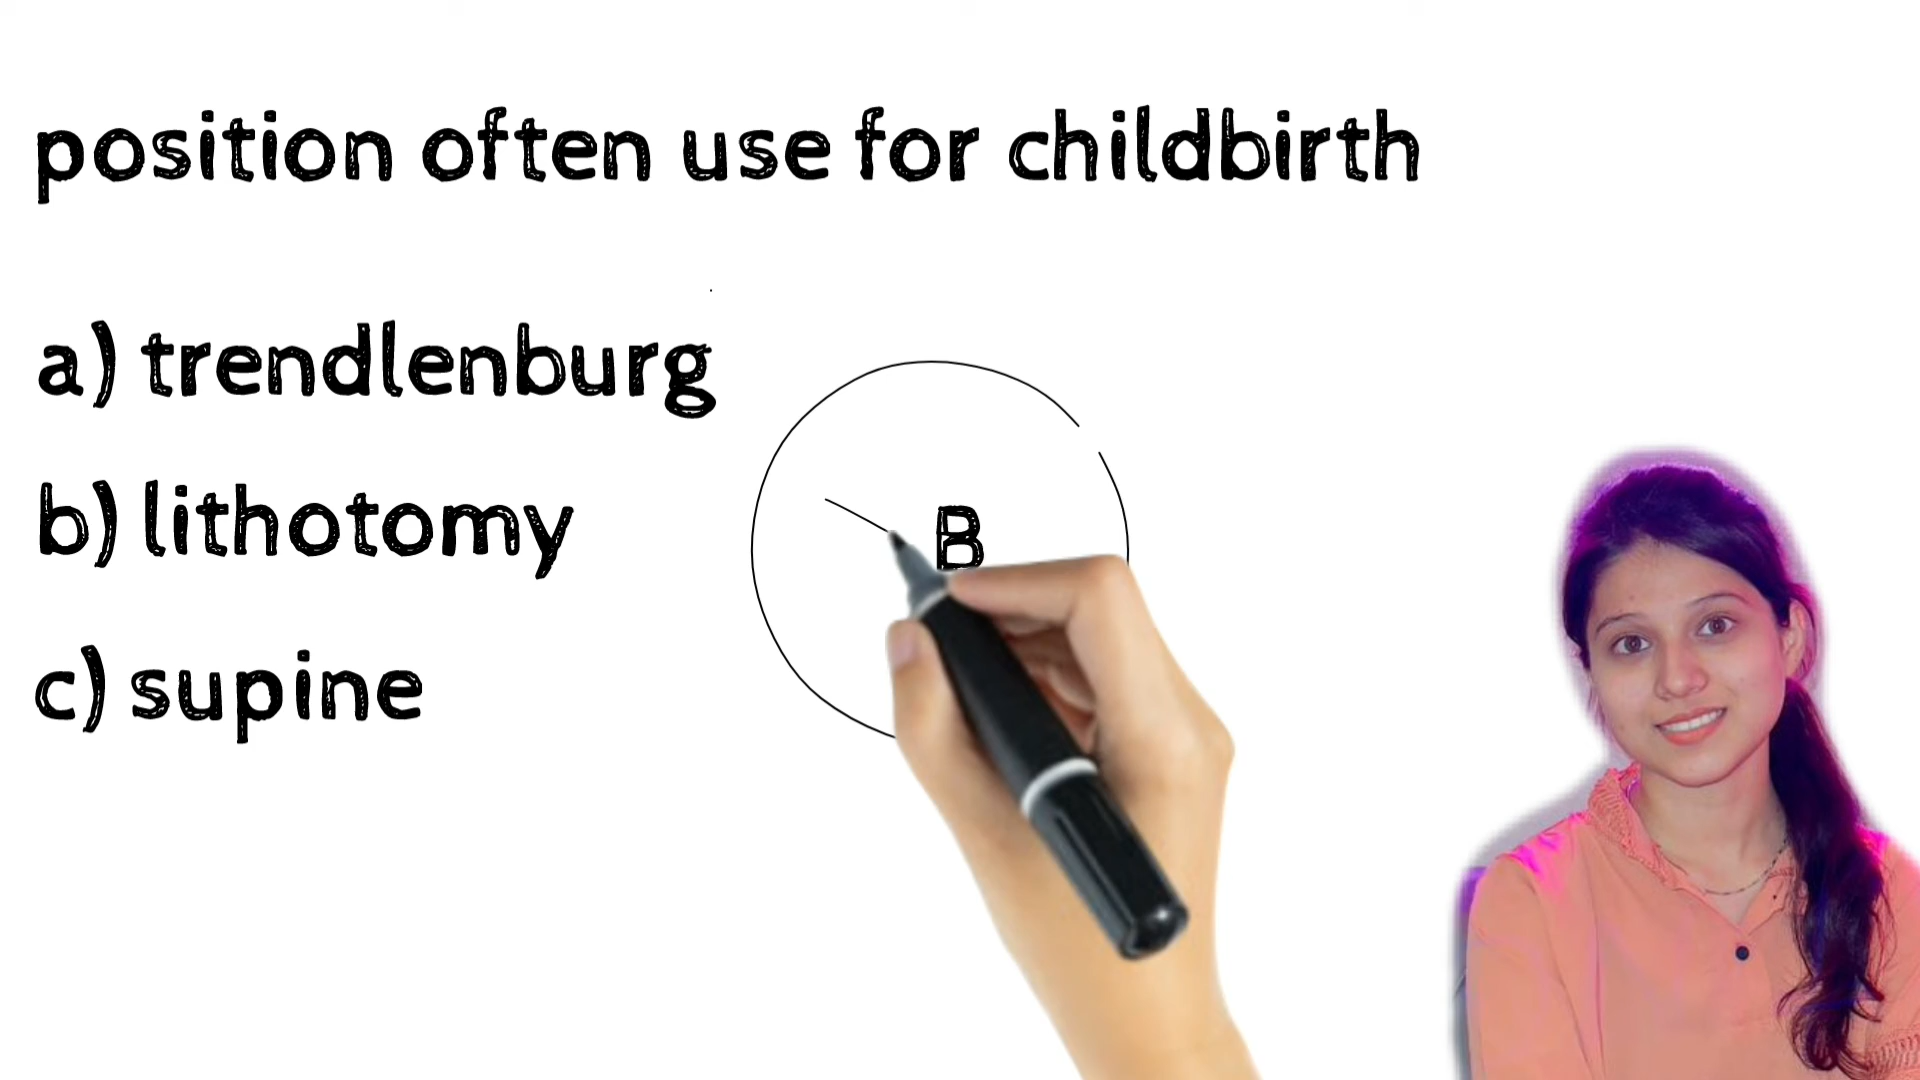 position often use for childbirth
a) trendlenburg
b) lithotomy
B
c) supine